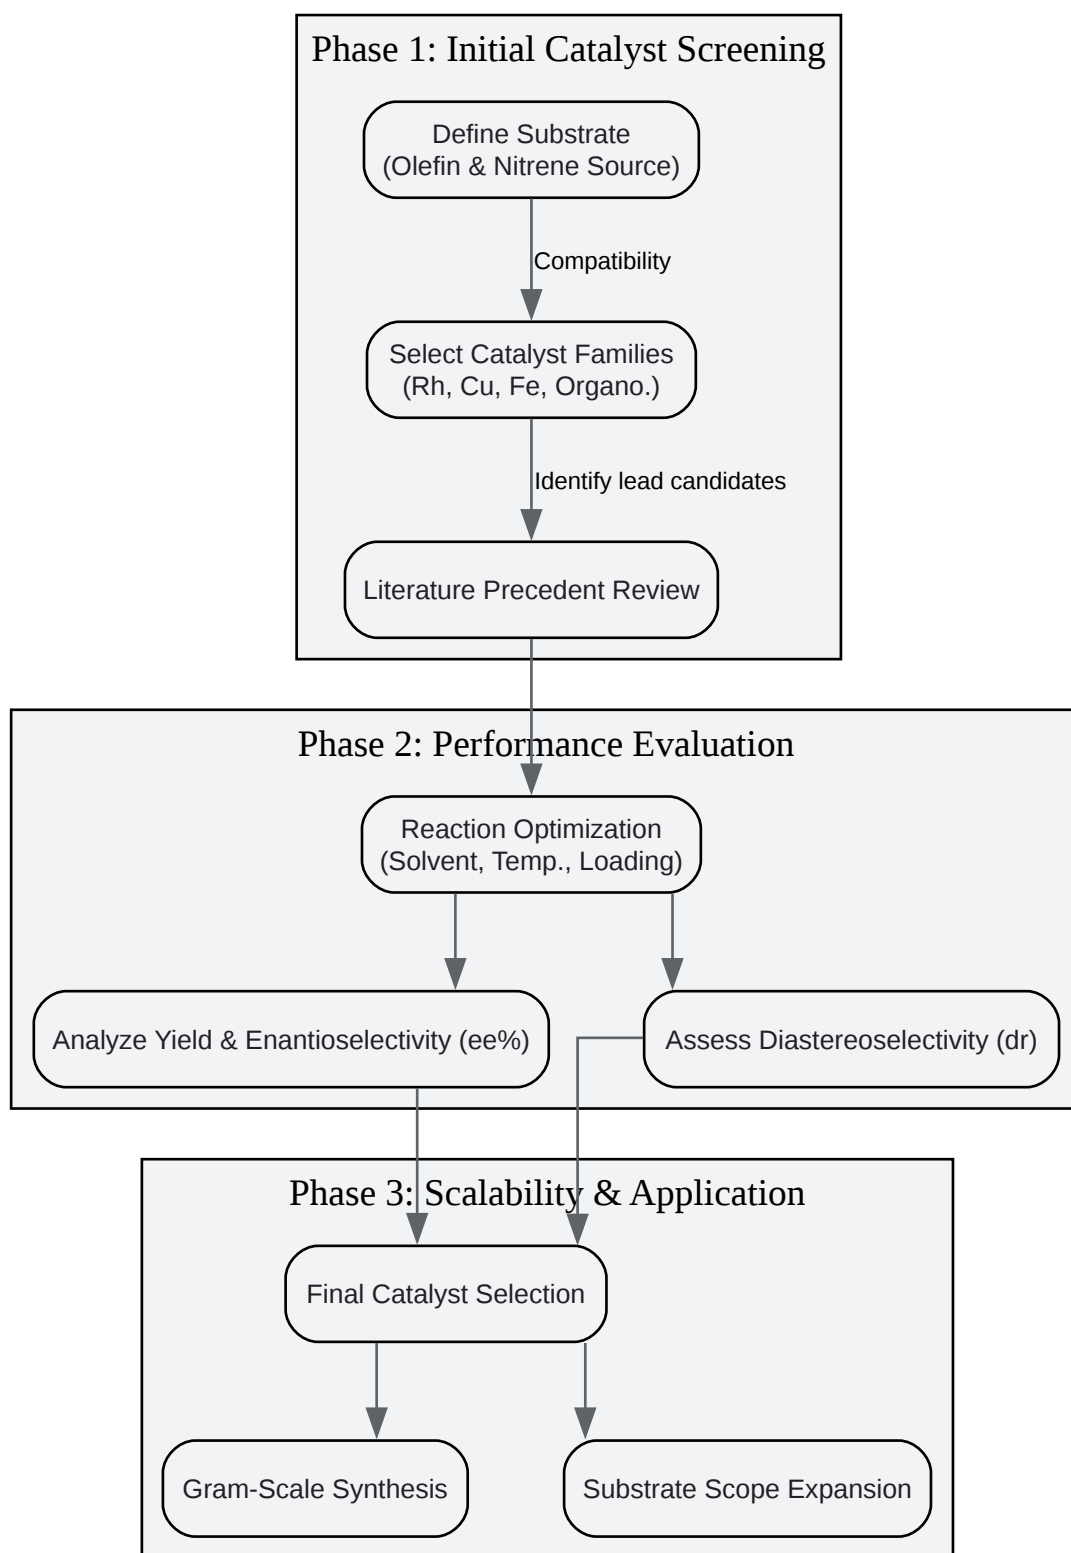 Phase 1: Initial Catalyst Screening
Define Substrate
(Olefin & Nitrene Source)
Compatibility
Select Catalyst Families
(Rh, Cu, Fe, Organo.)
Identify lead candidates
Literature Precedent Review
Phase 2: Performance Evaluation
Reaction Optimization
(Solvent, Temp., Loading)
Analyze Yield & Enantioselectivity (ee%)
Assess Diastereoselectivity (dr)
Phase 3: Scalability & Application
Final Catalyst Selection
Gram-Scale Synthesis
Substrate Scope Expansion